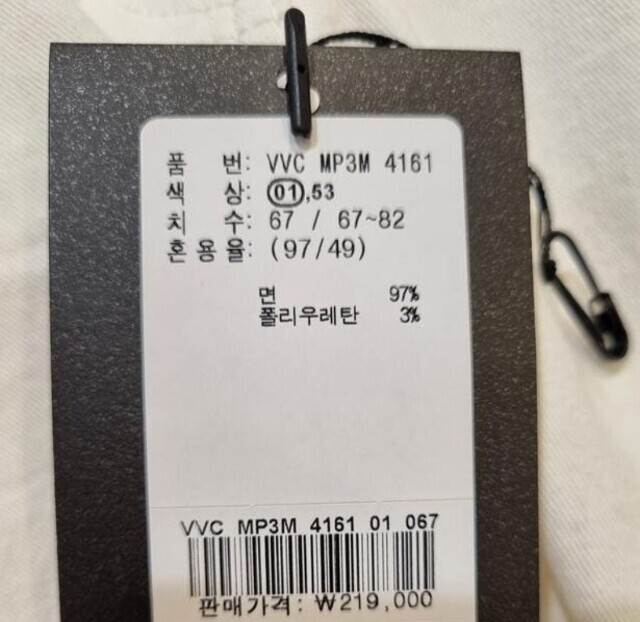 품 번: VVC MP3M 4161
색 상: 01,53
치 수: 67 / 67~82
혼용율: (97/49)
면 97%
폴리우레탄 3%
VVC MP3M 4161 01 067
판매가격: ₩219,000